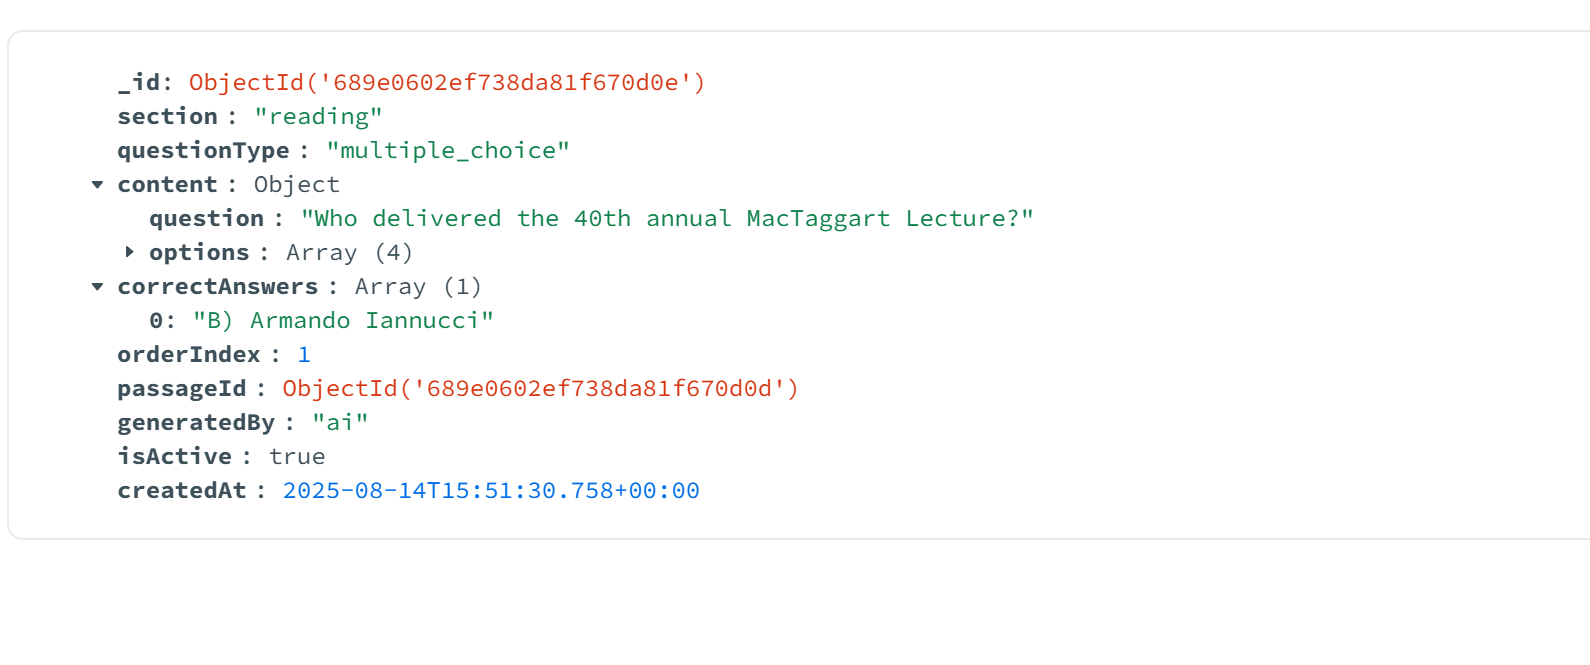 _id: ObjectId('689e0602ef738da81f670d0e')
section : "reading"
questionType : "multiple_choice"
content : Object
question : "Who delivered the 40th annual MacTaggart Lecture?"
options : Array (4)
correctAnswers : Array (1)
0: "B) Armando Iannucci"
orderIndex : 1
passageId : ObjectId('689e0602ef738da81f670d0d')
generatedBy : "ai"
isActive : true
createdAt : 2025-08-14T15:51:30.758+00:00